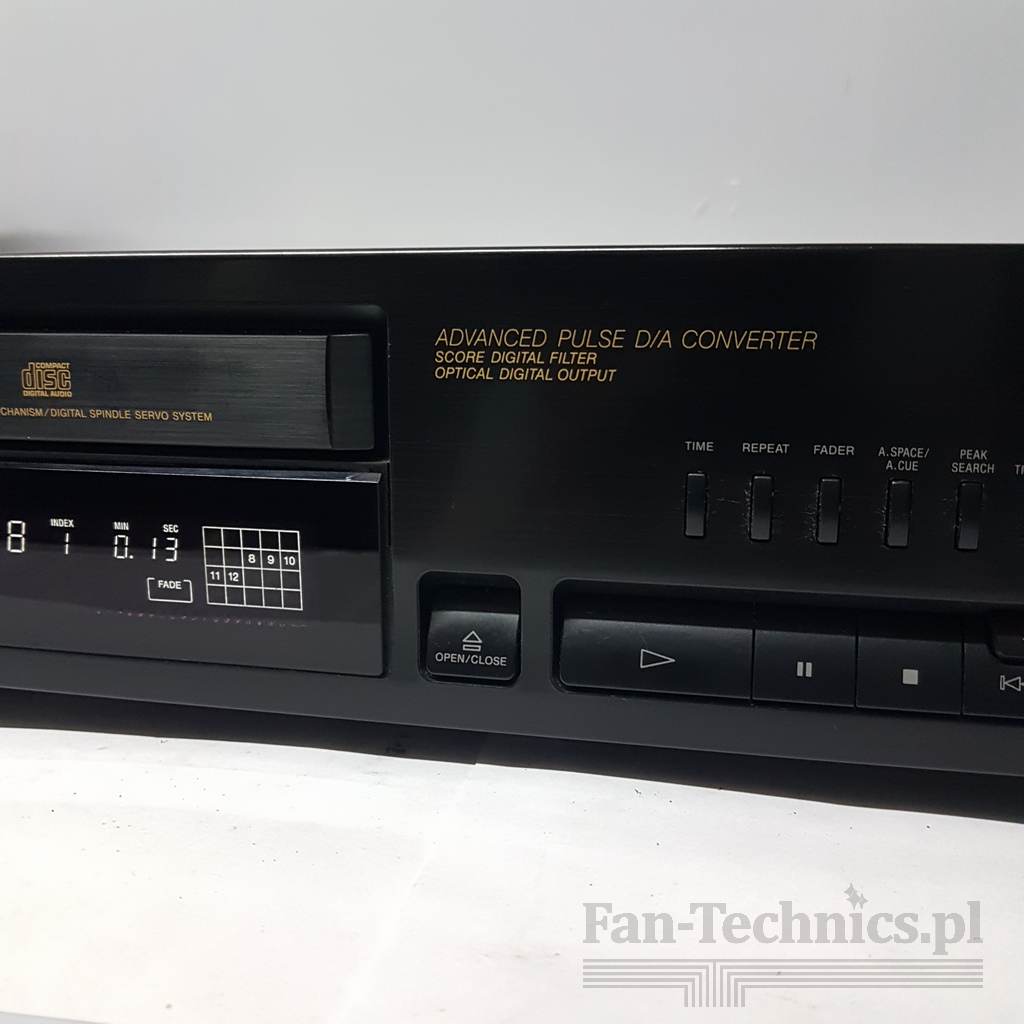 ADVANCED PULSE D/A CONVERTER
SCORE DIGITAL FILTER
OPTICAL DIGITAL OUTPUT
COMPACT
disc
DIGITAL AUDIO
/DIGITAL SPINDLE SERVO SYSTEM
TIME REPEAT FADER A.SPACE/ A.CUE PEAK SEARCH
INDEX MIN SEC
8 1 0.13
FADE
8 9 10
11 12
OPEN/CLOSE
Fan-Technics.pl